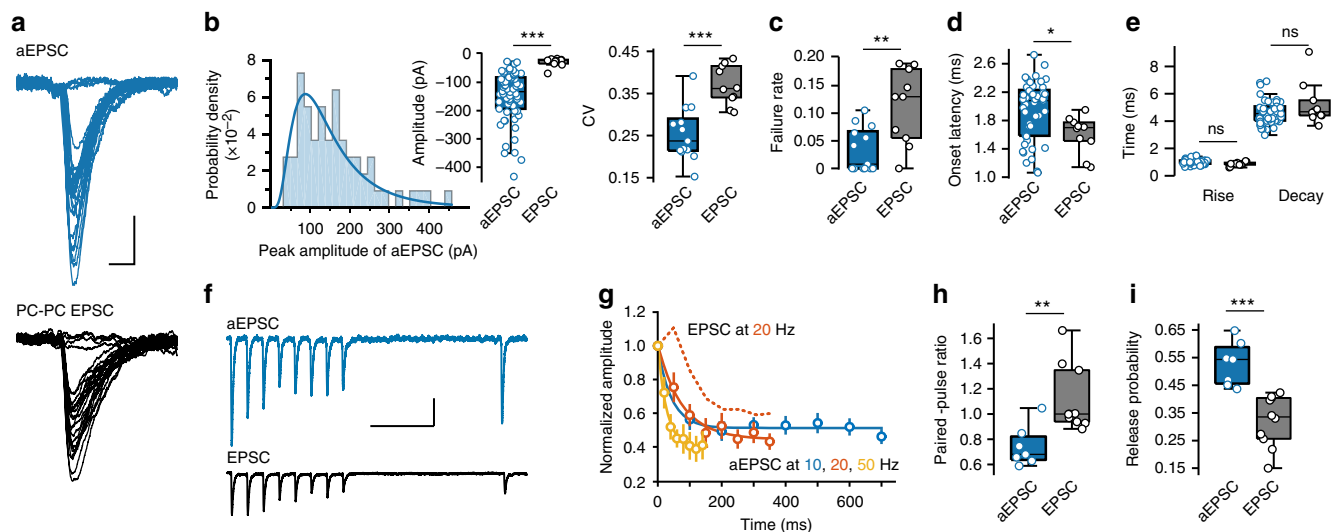 a
aEPSC
PC-PC EPSC
b
Probability density
(×10−2)
8
6
4
2
0
100
200
300
400
Peak amplitude of aEPSC (pA)
***
Amplitude (pA)
0
−100
−200
−300
−400
aEPSC
EPSC
***
CV
0.45
0.35
0.25
0.15
aEPSC
EPSC
c
**
Failure rate
0.20
0.15
0.10
0.05
0
aEPSC
EPSC
d
*
Onset latency (ms)
2.6
2.2
1.8
1.4
1.0
aEPSC
EPSC
e
ns
ns
Time (ms)
8
6
4
2
0
Rise
Decay
f
aEPSC
EPSC
g
Normalized amplitude
1.2
1.0
0.8
0.6
0.4
0.2
EPSC at 20 Hz
aEPSC at 10, 20, 50 Hz
0
200
400
600
Time (ms)
h
**
Paired -pulse ratio
1.6
1.4
1.2
1.0
0.8
0.6
aEPSC
EPSC
i
***
Release probability
0.65
0.55
0.45
0.35
0.25
0.15
aEPSC
EPSC